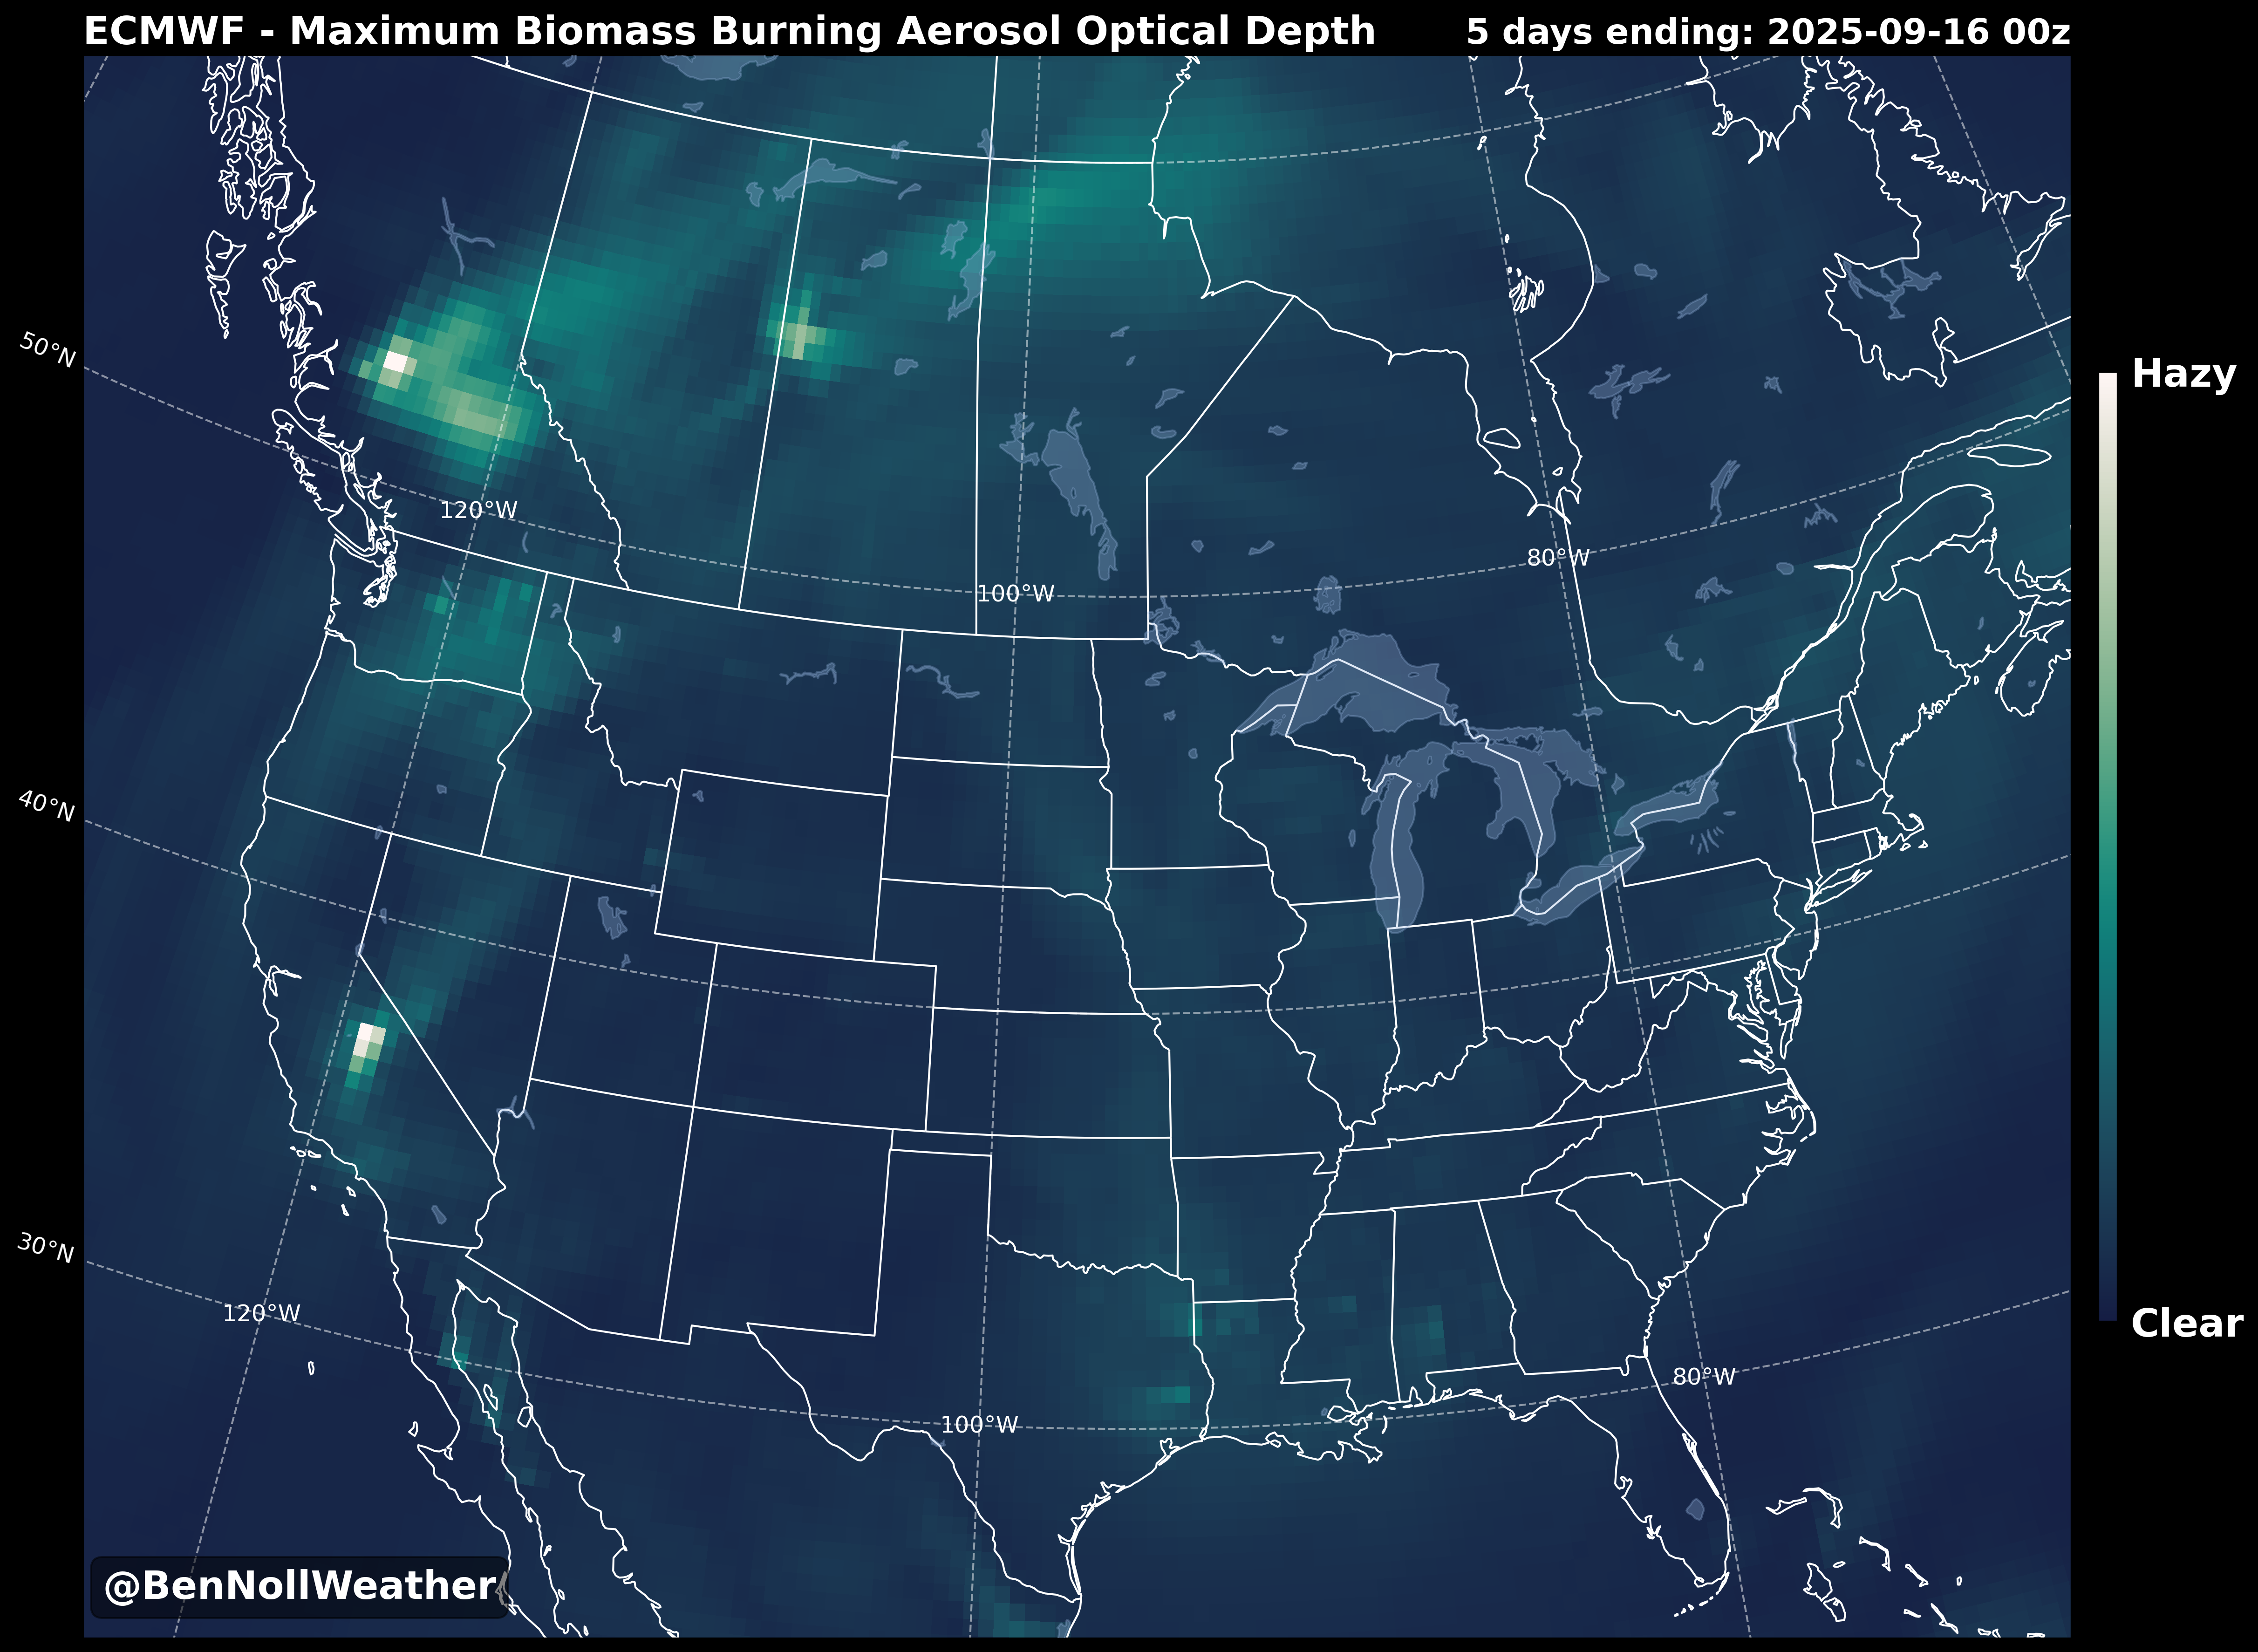 ECMWF - Maximum Biomass Burning Aerosol Optical Depth
5 days ending: 2025-09-16 00z
50°N
Hazy
120°W
80°W
100°W
40°N
30°N
120°W
Clear
80°W
100°W
@BenNollWeather